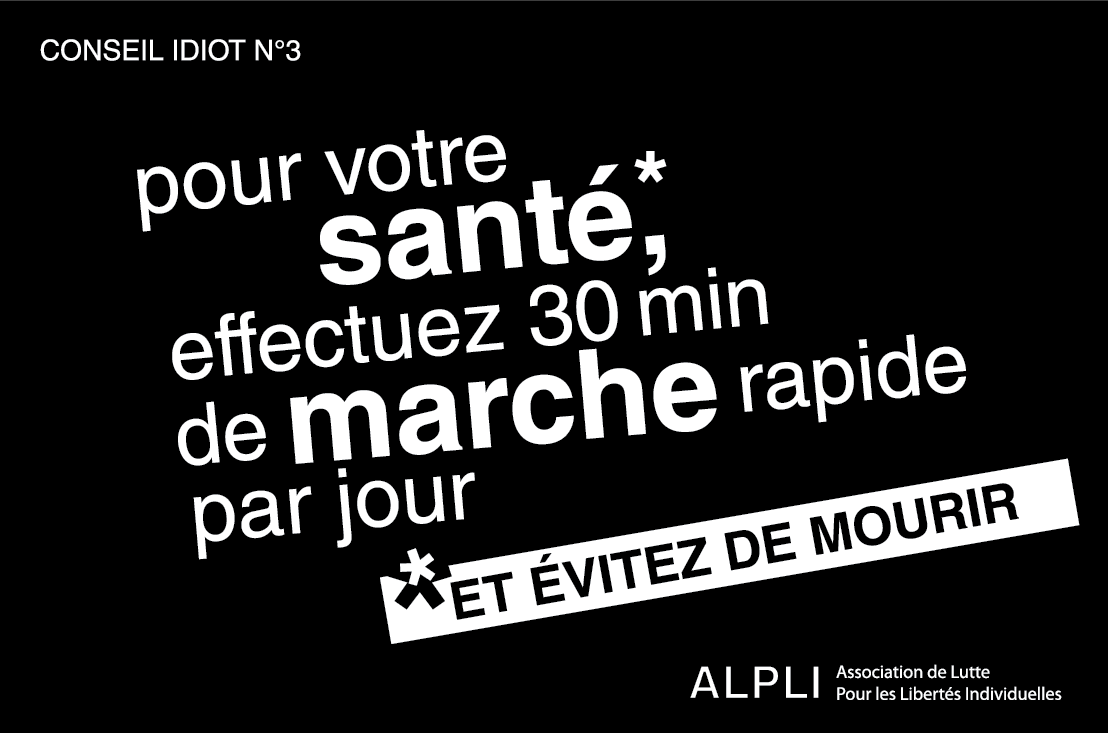 CONSEIL IDIOT N°3
pour votre
santé,*
effectuez 30 min
de marche rapide
par jour
*ET ÉVITEZ DE MOURIR
ALPLI
Association de Lutte
Pour les Libertés Individuelles